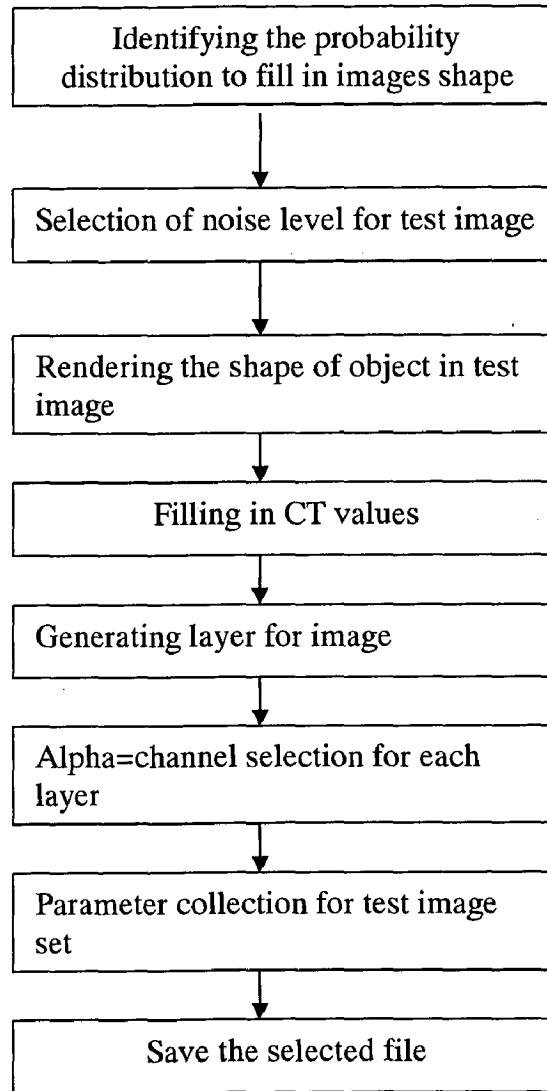 Identifying the probability
distribution to fill in images shape
Selection of noise level for test image
Rendering the shape of object in test
image
Filling in CT values
Generating layer for image
Alpha=channel selection for each
layer
Parameter collection for test image
set
Save the selected file